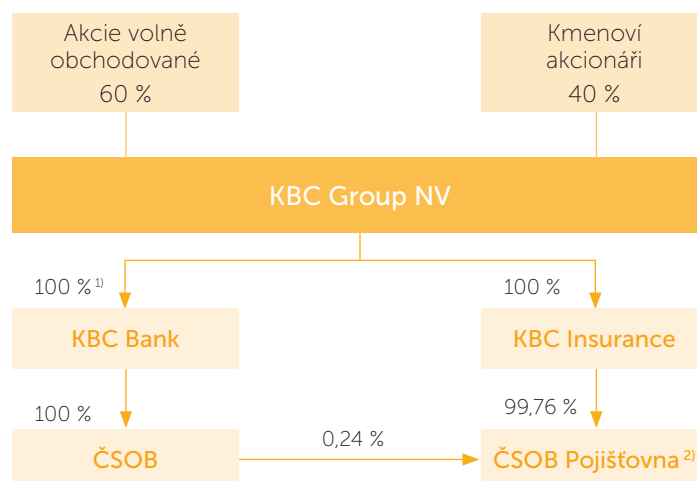 Akcie volně
obchodované
60 %
Kmenoví
akcionáři
40 %
KBC Group NV
100 % 1)
100 %
KBC Bank
KBC Insurance
100 %
99,76 %
0,24 %
ČSOB
ČSOB Pojišťovna 2)